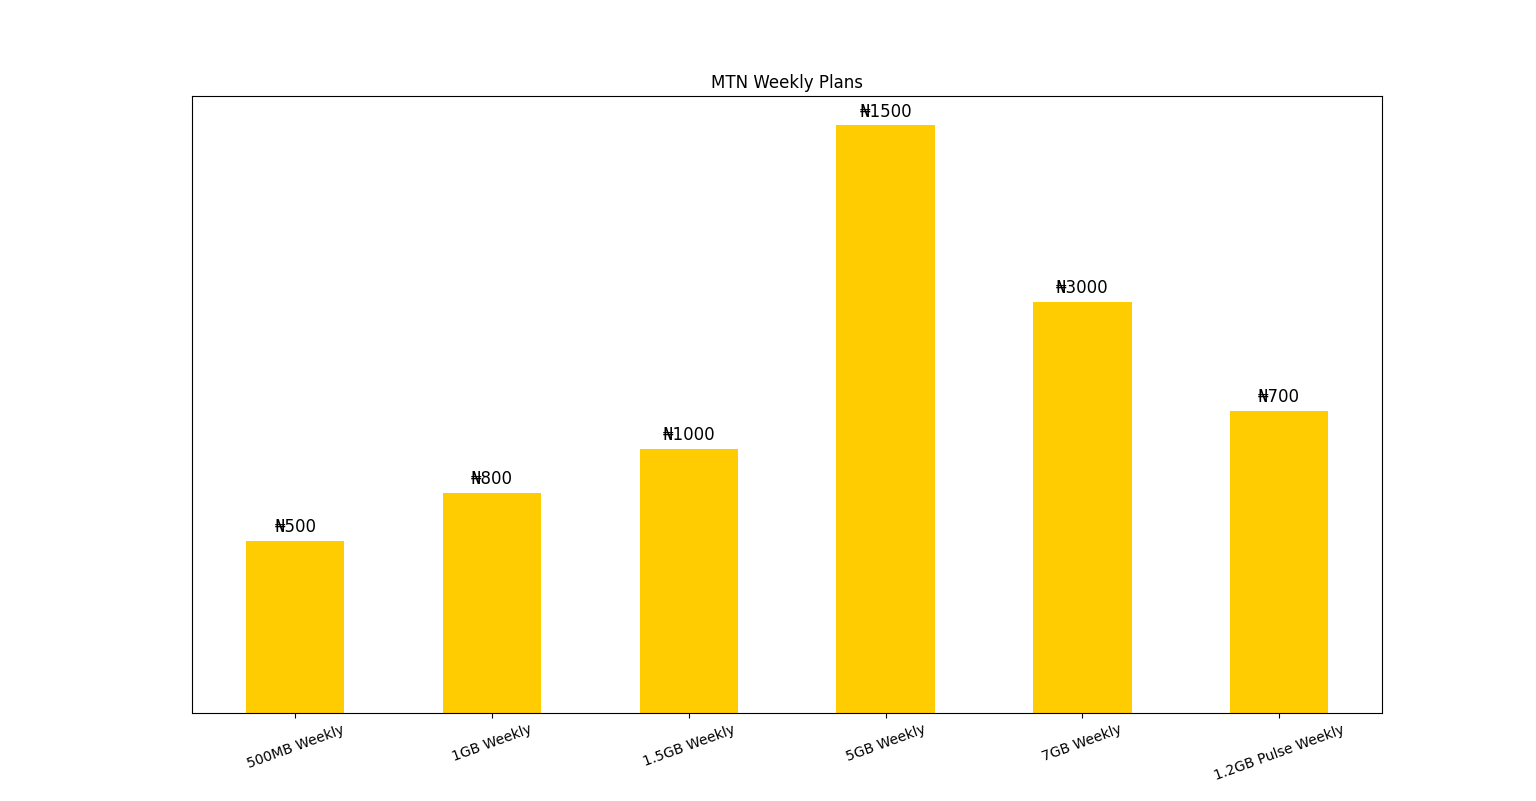 MTN Weekly Plans
₦1500
₦3000
₦700
₦1000
₦800
₦500
500MB Weekly
1GB Weekly
1.5GB Weekly
5GB Weekly
7GB Weekly
1.2GB Pulse Weekly